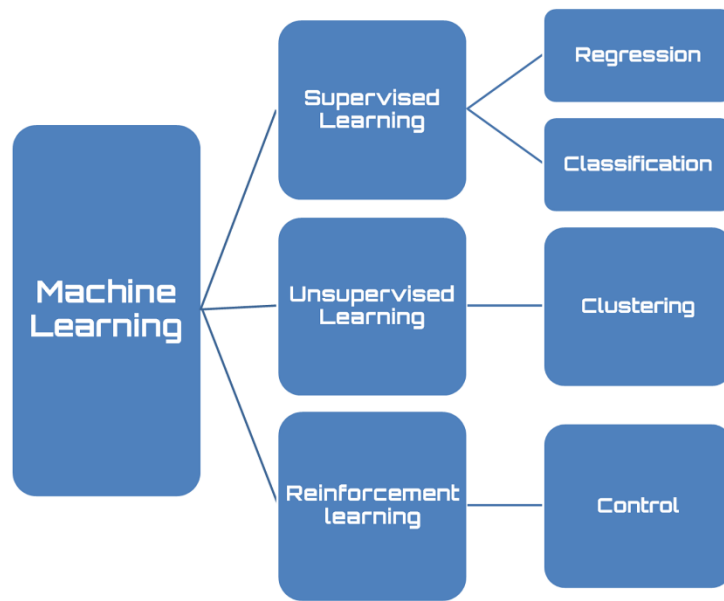 Machine
Learning
Supervised
Learning
Regression
Classification
Unsupervised
Learning
Clustering
Reinforcement
learning
Control